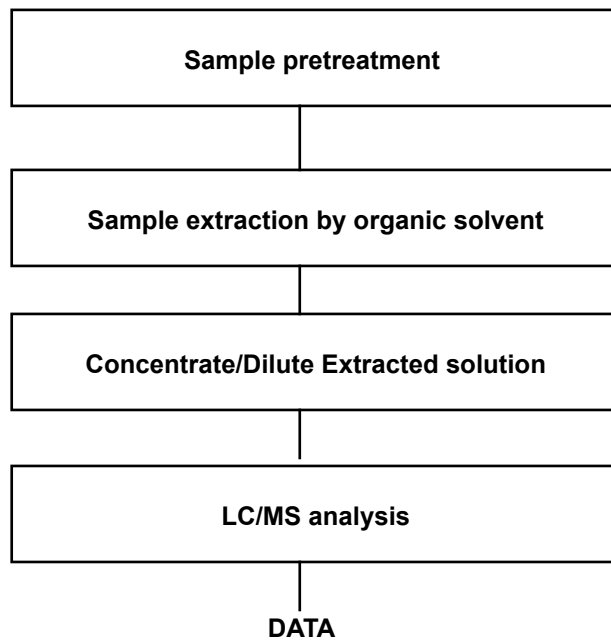 Sample pretreatment
Sample extraction by organic solvent
Concentrate/Dilute Extracted solution
LC/MS analysis
DATA